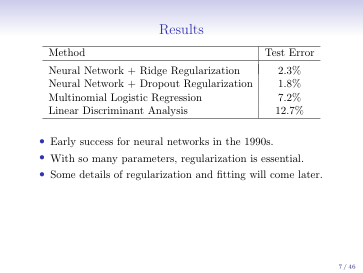 Results
Method Test Error
Neural Network + Ridge Regularization 2.3%
Neural Network + Dropout Regularization 1.8%
Multinomial Logistic Regression 7.2%
Linear Discriminant Analysis 12.7%
• Early success for neural networks in the 1990s.
• With so many parameters, regularization is essential.
• Some details of regularization and fitting will come later.
7 / 46